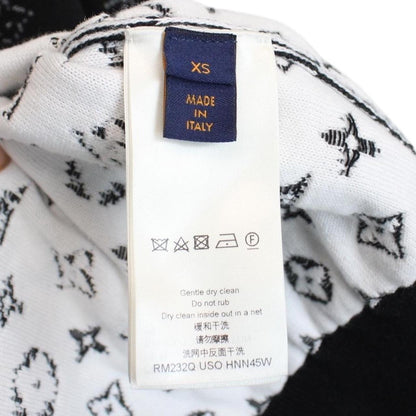 XS
MADE
IN
ITALY
F
Gentle dry clean
Do not rub
Dry clean inside out in a net
缓和干洗
请勿摩擦
洗网中反面干洗
RM232Q USO HNN45W